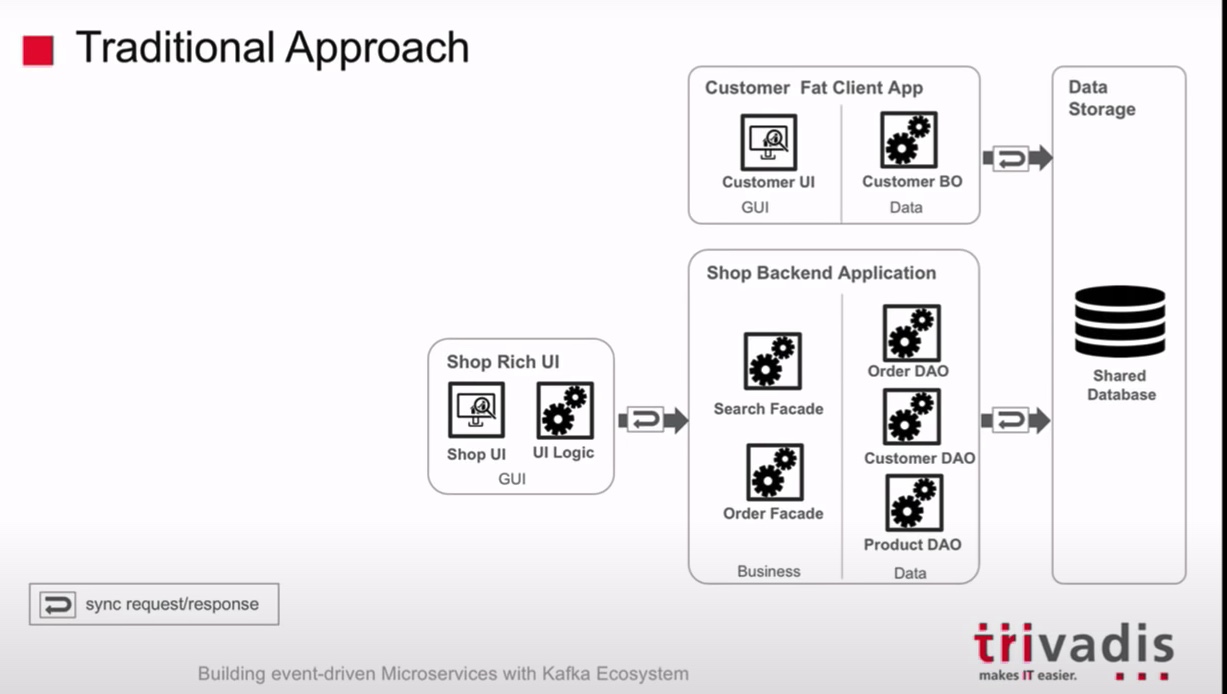 Traditional Approach
Customer Fat Client App
Customer UI
GUI
Customer BO
Data
Data
Storage
Shared
Database
Shop Backend Application
Search Facade
Order Facade
Business
Order DAO
Customer DAO
Product DAO
Data
Shop Rich UI
Shop UI
UI Logic
GUI
sync request/response
Building event-driven Microservices with Kafka Ecosystem
trivadis
makes IT easier.